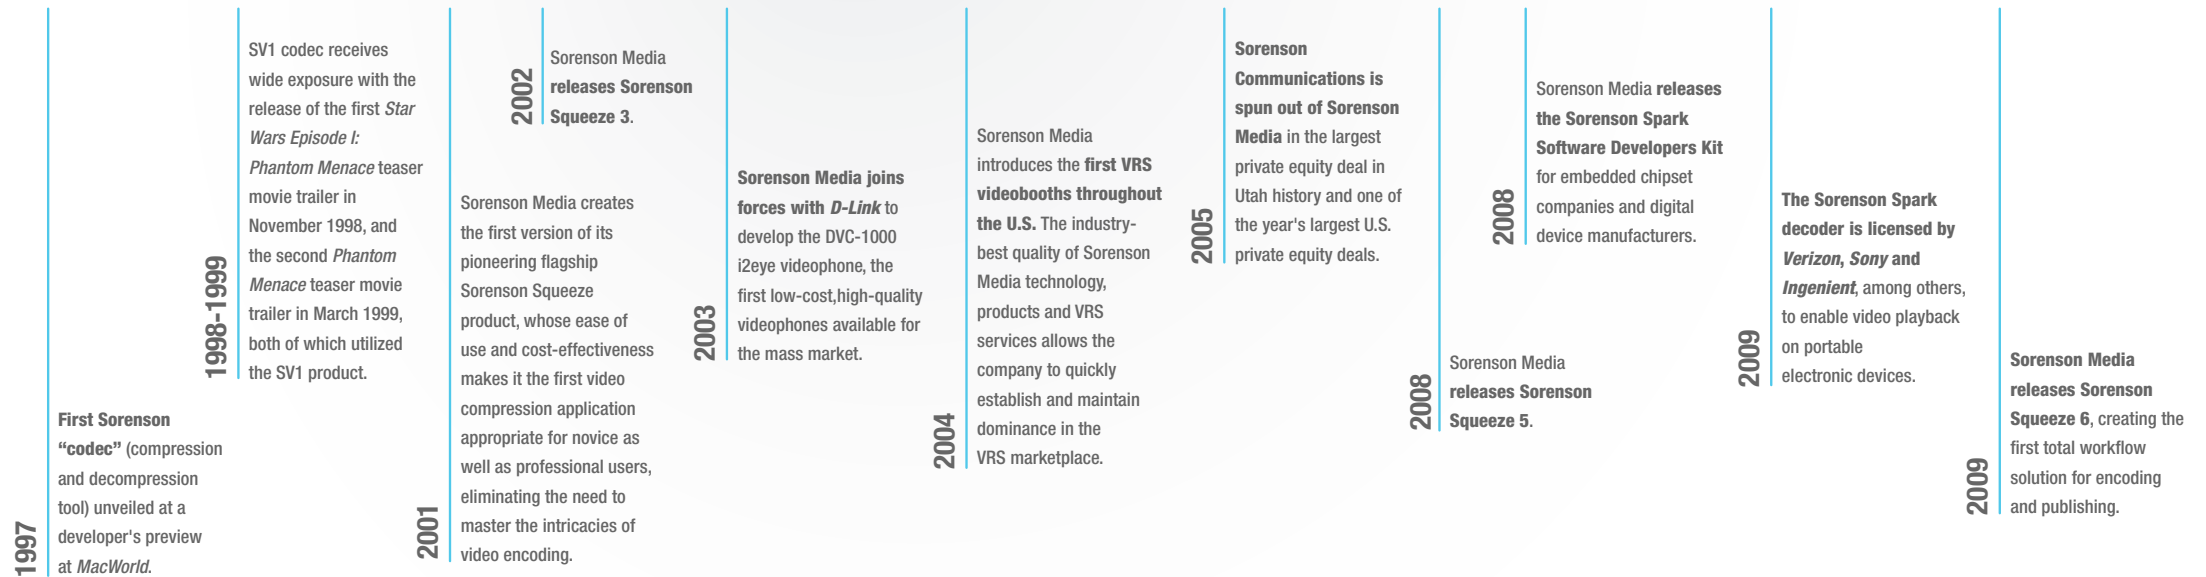 1997
First Sorenson
“codec” (compression
and decompression
tool) unveiled at a
developer's preview
at MacWorld.
1998-1999
SV1 codec receives
wide exposure with the
release of the first Star
Wars Episode I:
Phantom Menace teaser
movie trailer in
November 1998, and
the second Phantom
Menace teaser movie
trailer in March 1999,
both of which utilized
the SV1 product.
2001
Sorenson Media creates
the first version of its
pioneering flagship
Sorenson Squeeze
product, whose ease of
use and cost-effectiveness
makes it the first video
compression application
appropriate for novice as
well as professional users,
eliminating the need to
master the intricacies of
video encoding.
2002
Sorenson Media
releases Sorenson
Squeeze 3.
2003
Sorenson Media joins
forces with D-Link to
develop the DVC-1000
i2eye videophone, the
first low-cost,high-quality
videophones available for
the mass market.
2004
Sorenson Media
introduces the first VRS
videobooths throughout
the U.S. The industry-
best quality of Sorenson
Media technology,
products and VRS
services allows the
company to quickly
establish and maintain
dominance in the
VRS marketplace.
2005
Sorenson
Communications is
spun out of Sorenson
Media in the largest
private equity deal in
Utah history and one of
the year's largest U.S.
private equity deals.
2008
Sorenson Media
releases Sorenson
Squeeze 5.
2008
Sorenson Media releases
the Sorenson Spark
Software Developers Kit
for embedded chipset
companies and digital
device manufacturers.
2009
The Sorenson Spark
decoder is licensed by
Verizon, Sony and
Ingenient, among others,
to enable video playback
on portable
electronic devices.
2009
Sorenson Media
releases Sorenson
Squeeze 6, creating the
first total workflow
solution for encoding
and publishing.